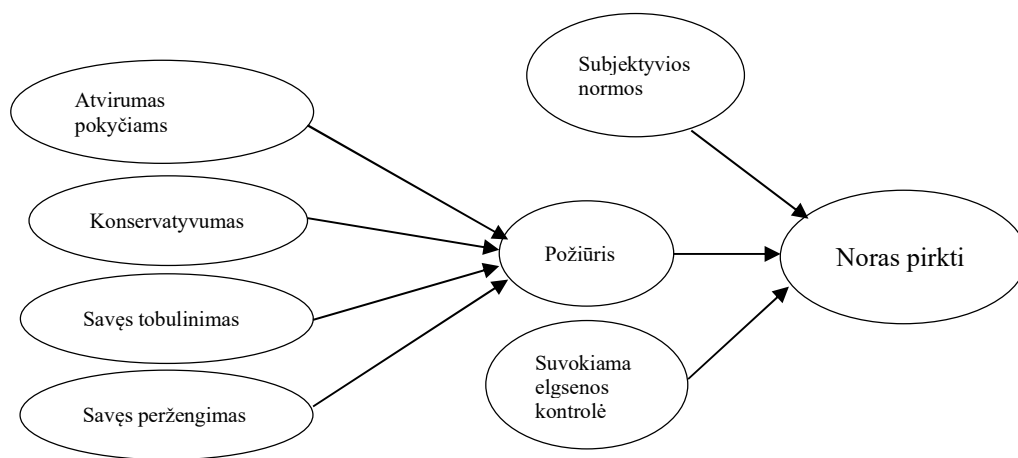 Atvirumas
pokyčiams
Konservatyvumas
Savęs tobulinimas
Savęs peržengimas
Požiūris
Subjektyvios
normos
Suvokiama
elgsenos
kontrolė
Noras pirkti